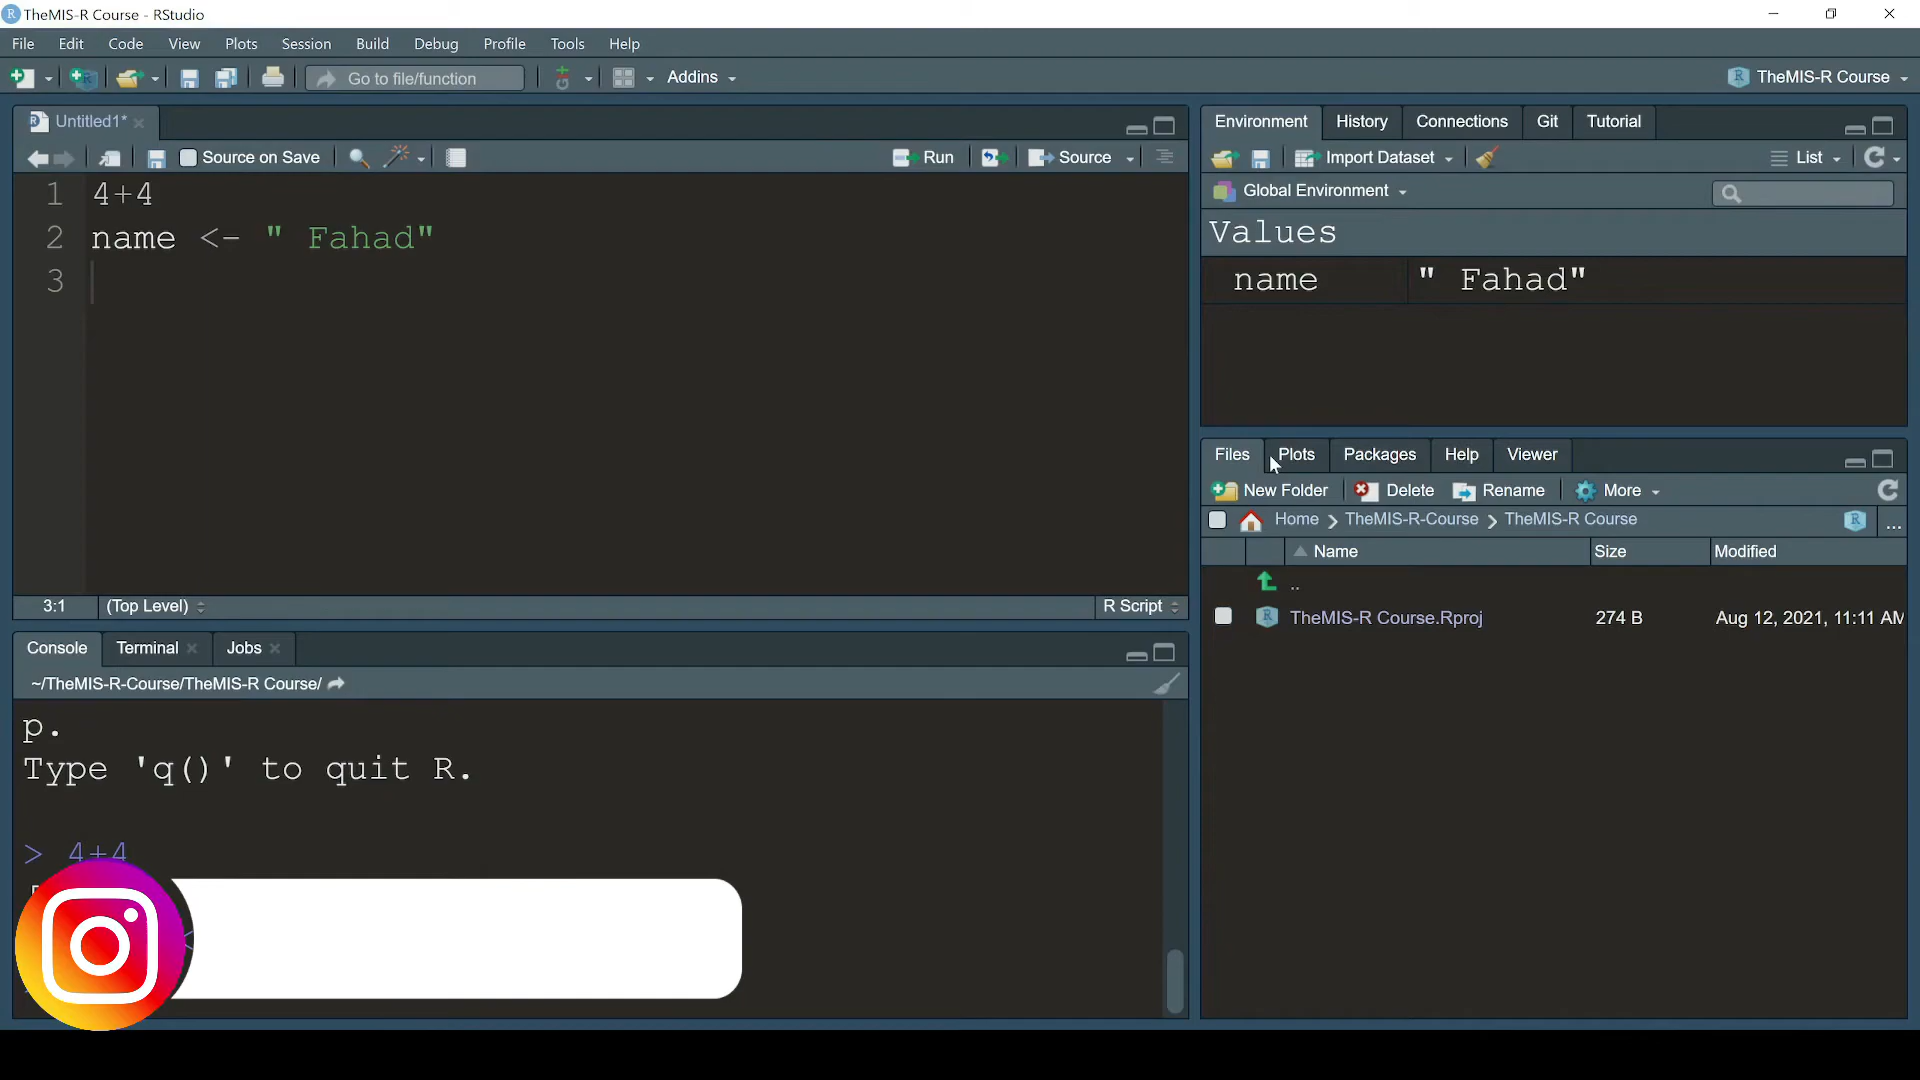 TheMIS-R Course - RStudio
File Edit Code View Plots Session Build Debug Profile Tools Help
Go to file/function Addins TheMIS-R Course
Untitled1*
Source on Save Run Source
1 4+4
2 name <- " Fahad"
3
3:1 (Top Level) R Script
Console Terminal Jobs
~/TheMIS-R-Course/TheMIS-R Course/
p.
Type 'q()' to quit R.
> 4+4
Environment History Connections Git Tutorial
Import Dataset List
Global Environment
Values
name " Fahad"
Files Plots Packages Help Viewer
New Folder Delete Rename More
Home TheMIS-R-Course TheMIS-R Course ...
Name Size Modified
..
TheMIS-R Course.Rproj 274 B Aug 12, 2021, 11:11 AM